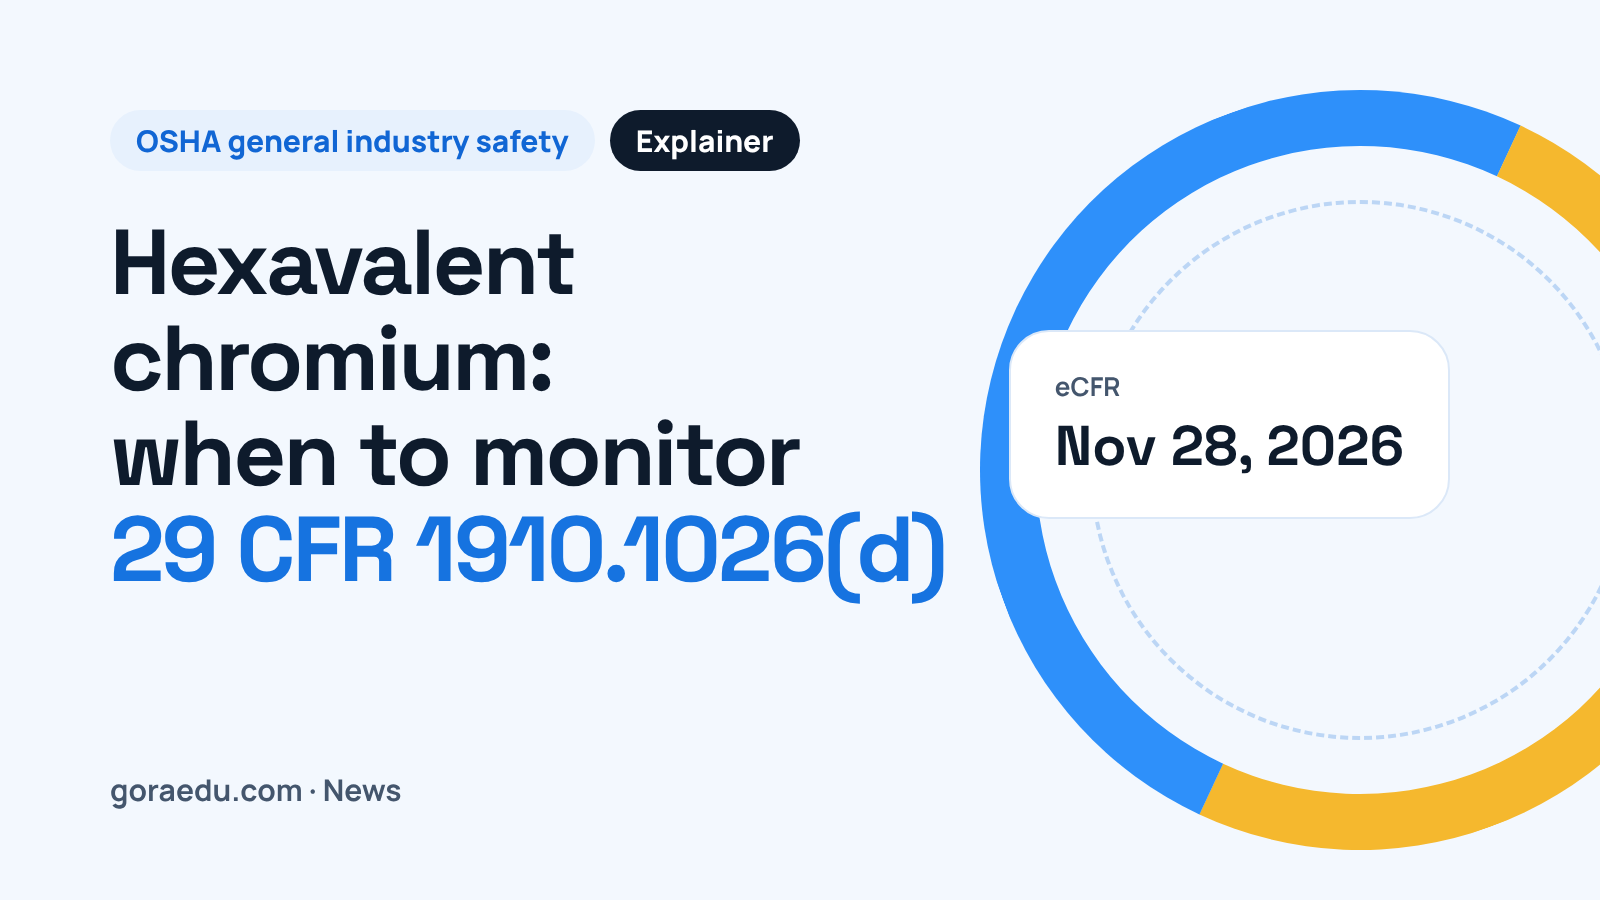 OSHA general industry safety
Explainer
Hexavalent
chromium:
when to monitor
29 CFR 1910.1026(d)
eCFR
Nov 28, 2026
goraedu.com · News